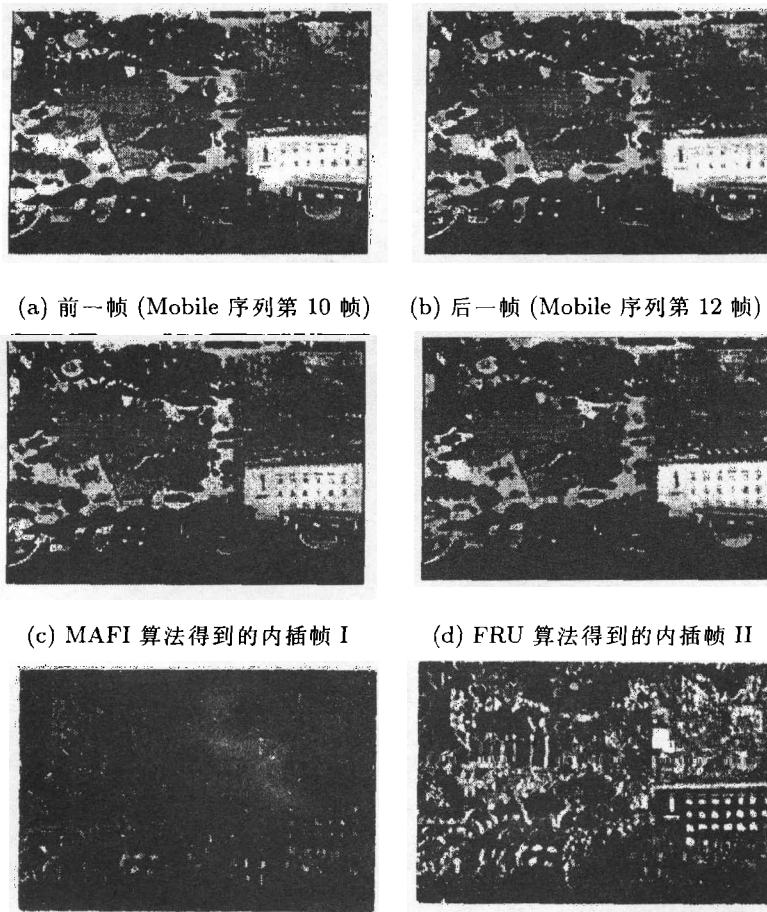 (a) 前一帧 (Mobile 序列第 10 帧)
(b) 后一帧 (Mobile 序列第 12 帧)
(c) MAFI 算法得到的内插帧 I
(d) FRU 算法得到的内插帧 II